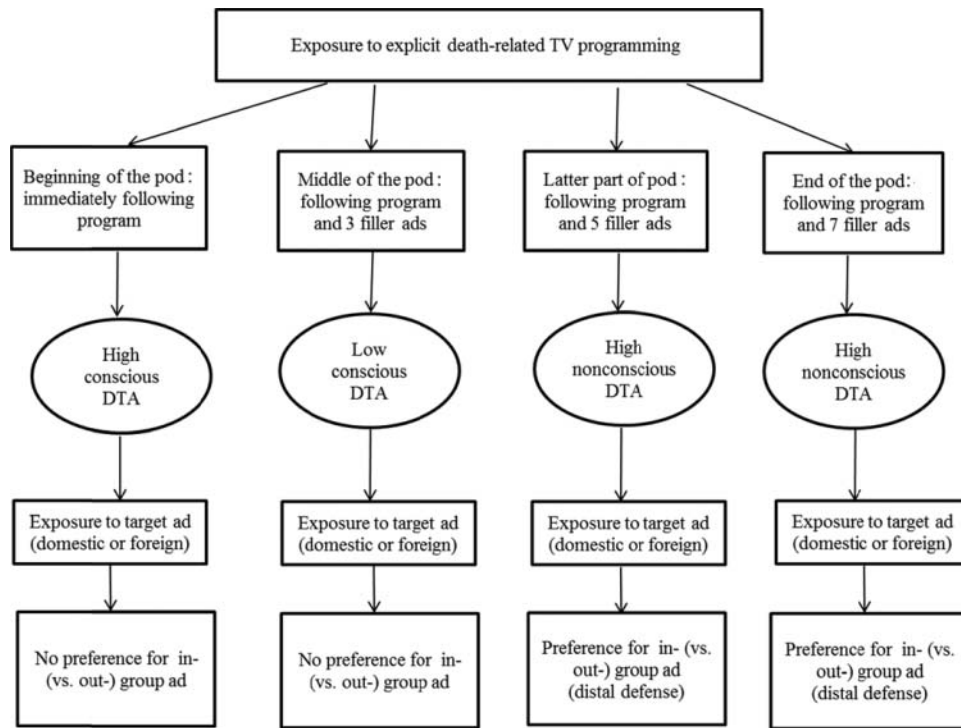 Exposure to explicit death-related TV programming
Beginning of the pod:
immediately following
program
Middle of the pod:
following program
and 3 filler ads
Latter part of pod:
following program
and 5 filler ads
End of the pod:
following program
and 7 filler ads
High
conscious
DTA
Low
conscious
DTA
High
nonconscious
DTA
High
nonconscious
DTA
Exposure to target ad
(domestic or foreign)
Exposure to target ad
(domestic or foreign)
Exposure to target ad
(domestic or foreign)
Exposure to target ad
(domestic or foreign)
No preference for in-
(vs. out-) group ad
No preference for in-
(vs. out-) group ad
Preference for in- (vs.
out-) group ad
(distal defense)
Preference for in- (vs.
out-) group ad
(distal defense)